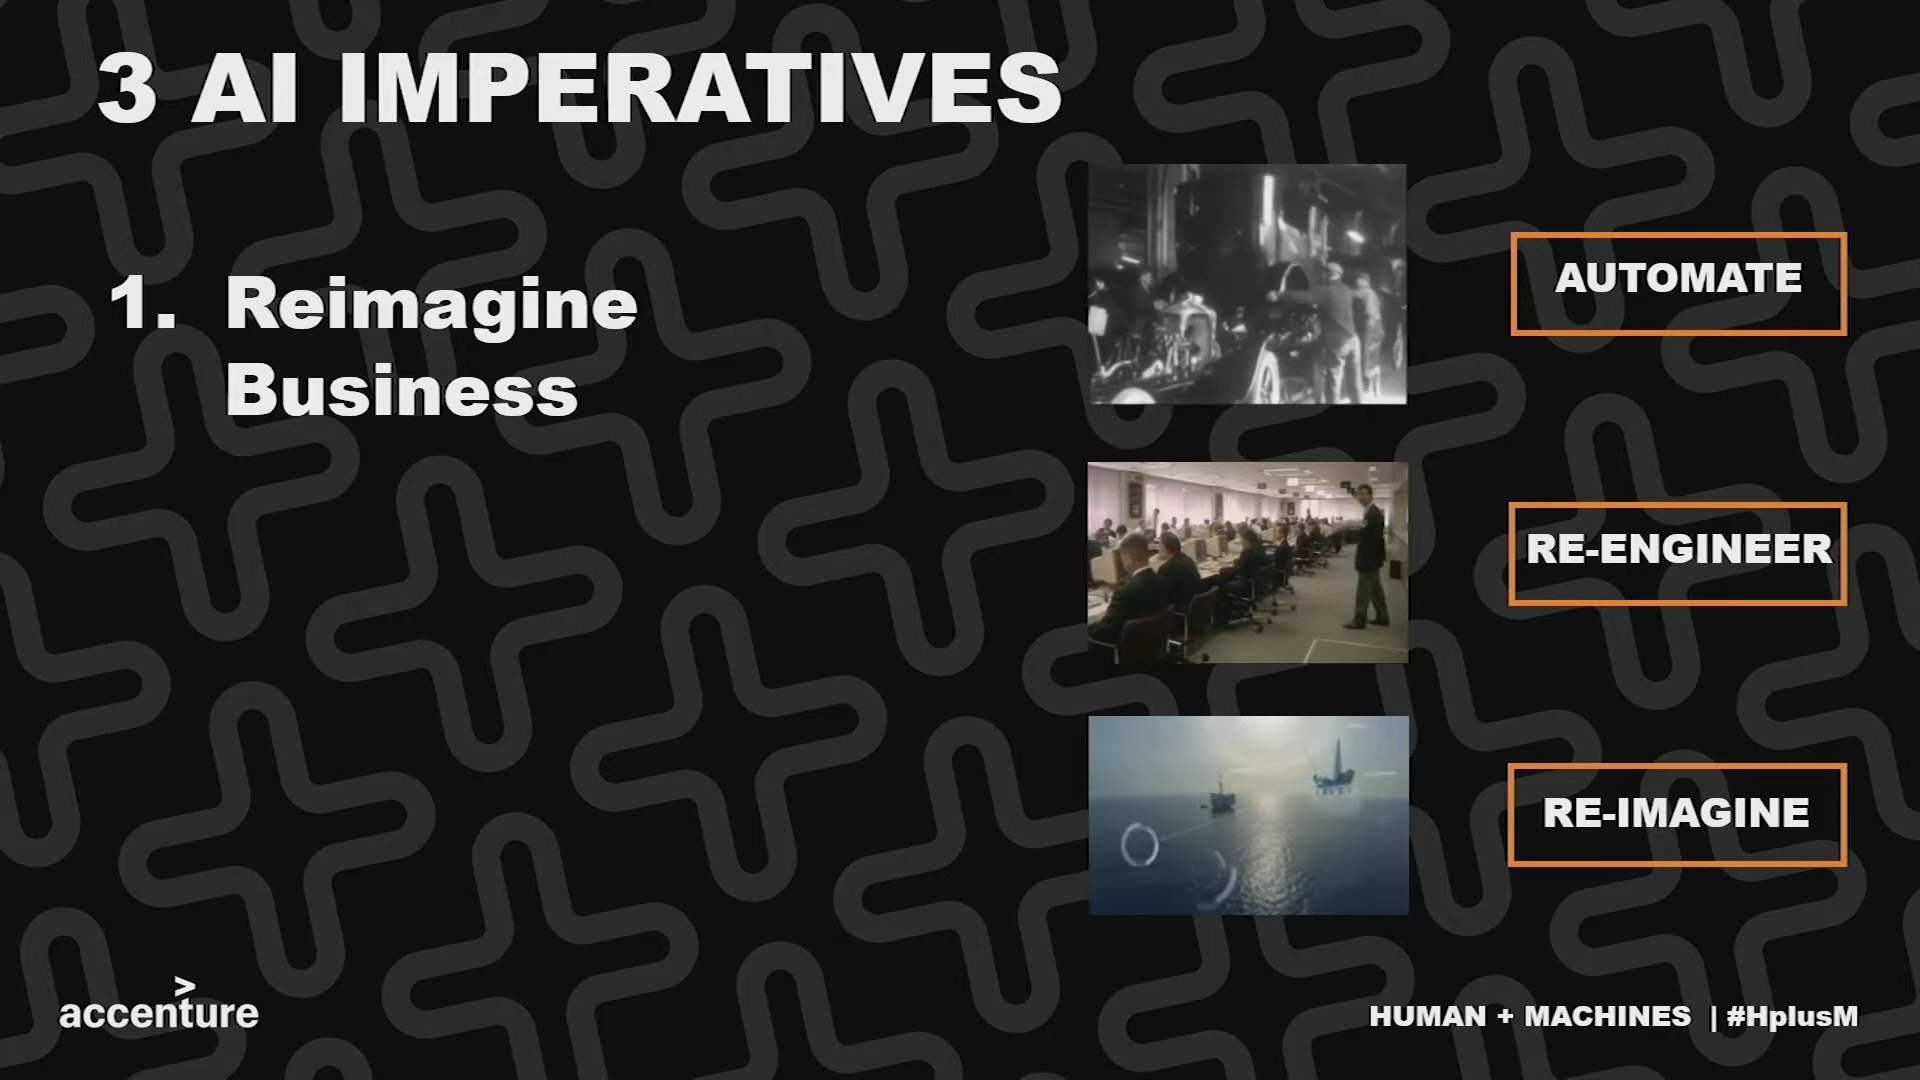 3 AI IMPERATIVES
1. Reimagine
Business
AUTOMATE
RE-ENGINEER
RE-IMAGINE
>
accenture
HUMAN + MACHINES | #HplusM